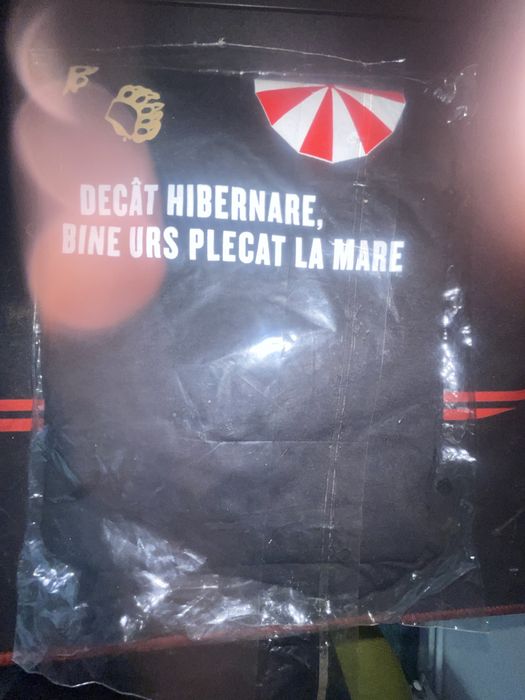 DECÂT HIBERNARE,
BINE URS PLECAT LA MARE